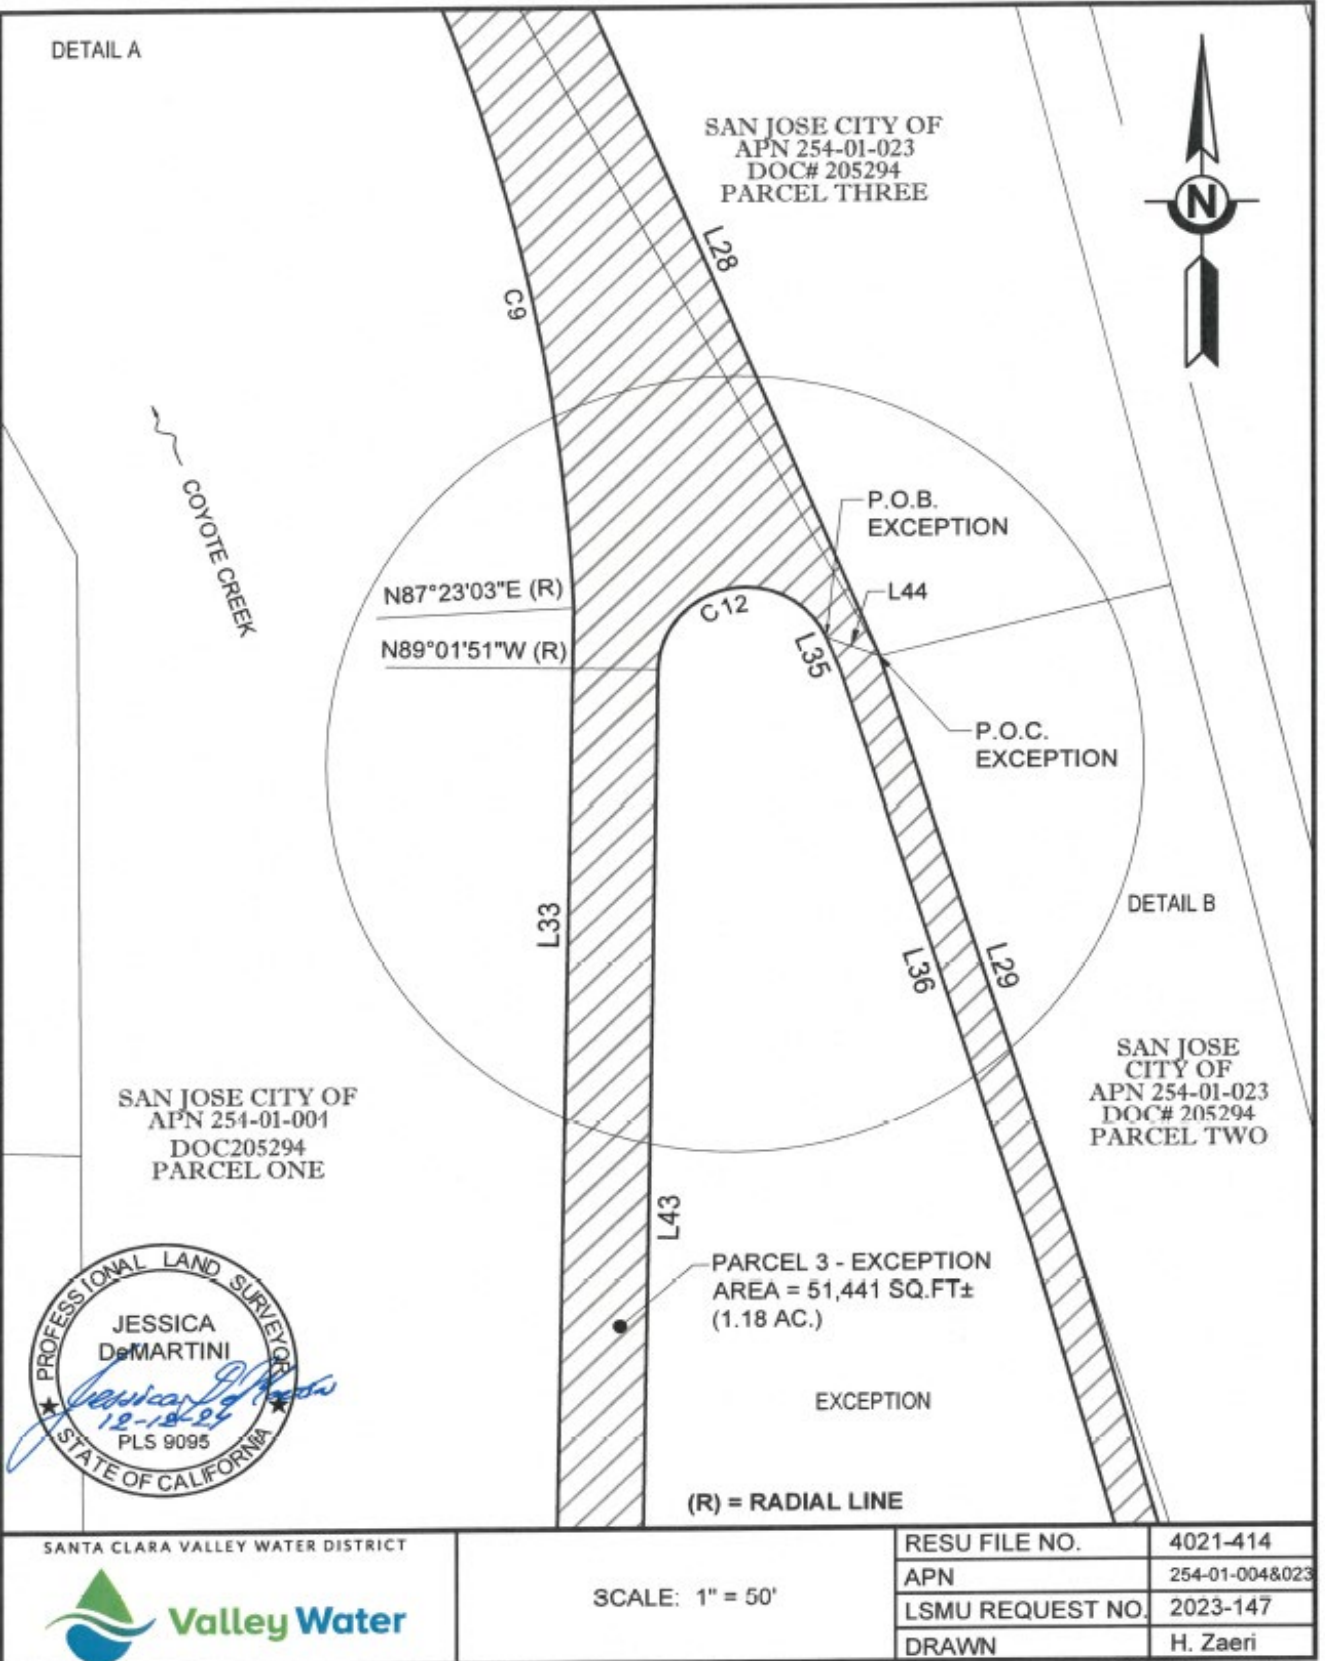 DETAIL A
SAN JOSE CITY OF
APN 254-01-023
DOC# 205294
PARCEL THREE
N
L28
C9
COYOTE CREEK
P.O.B.
EXCEPTION
L44
N87°23'03"E (R)
C12
N89°01'51"W (R)
L35
P.O.C.
EXCEPTION
DETAIL B
L33
L36
L29
SAN JOSE
CITY OF
APN 254-01-023
DOC# 205294
PARCEL TWO
SAN JOSE CITY OF
APN 254-01-004
DOC205294
PARCEL ONE
L43
PARCEL 3 - EXCEPTION
AREA = 51,441 SQ.FT±
(1.18 AC.)
EXCEPTION
PROFESSIONAL LAND SURVEYOR
JESSICA
DeMARTINI
12-18-24
PLS 9095
STATE OF CALIFORNIA
(R) = RADIAL LINE
SANTA CLARA VALLEY WATER DISTRICT
Valley Water
SCALE: 1" = 50'
RESU FILE NO. 4021-414
APN 254-01-004&023
LSMU REQUEST NO. 2023-147
DRAWN H. Zaeri